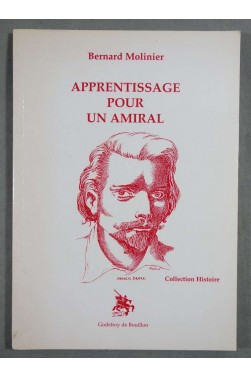 Bernard Molinier
APPRENTISSAGE
POUR
UN AMIRAL
Collection Histoire
Godefroy de Bouillon